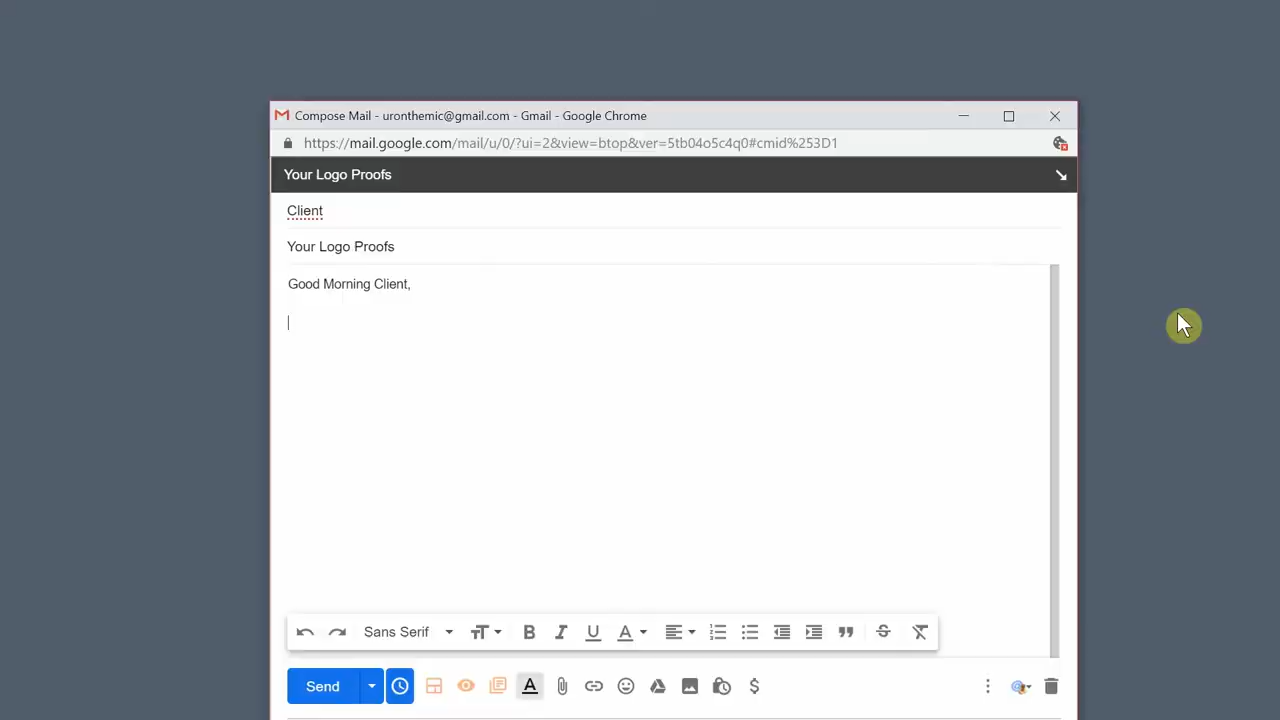 Compose Mail - uronthemic@gmail.com - Gmail - Google Chrome
https://mail.google.com/mail/u/0/?ui=2&view=btop&ver=5tb04o5c4q0#cmid%253D1
Your Logo Proofs
Client
Your Logo Proofs
Good Morning Client,
Sans Serif
Send